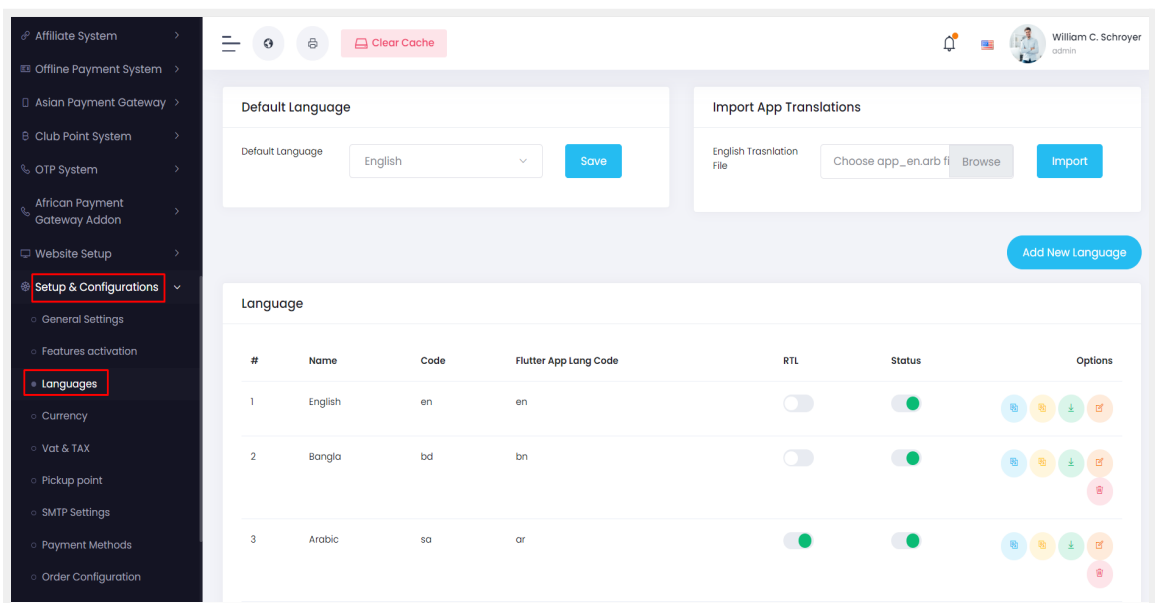 Affiliate System
Offline Payment System
Asian Payment Gateway
Club Point System
OTP System
African Payment
Gateway Addon
Website Setup
Setup & Configurations
General Settings
Features activation
Languages
Currency
Vat & TAX
Pickup point
SMTP Settings
Payment Methods
Order Configuration
Clear Cache
William C. Schroyer
admin
Default Language
Default Language
English
Save
Import App Translations
English Trasnlation
File
Choose app_en.arb fi Browse
Import
Add New Language
Language
# Name Code Flutter App Lang Code RTL Status Options
1 English en en
2 Bangla bd bn
3 Arabic sa ar